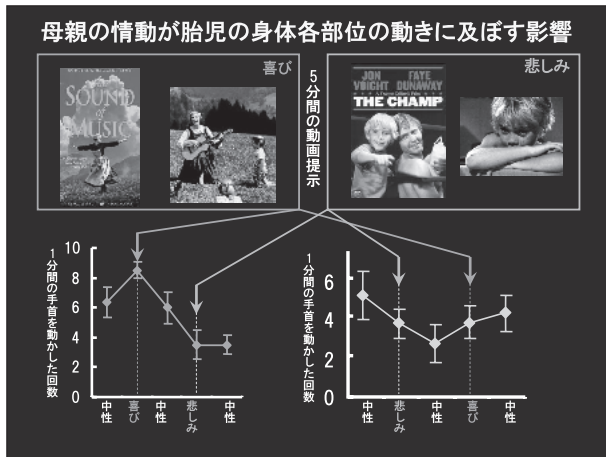 母親の情動が胎児の身体各部位の動きに及ぼす影響
喜び
THE
SOUND
of
MUSIC
5分間の動画提示
悲しみ
JON VOIGHT
FAYE DUNAWAY
THE CHAMP
1分間の手首を動かした回数
10
8
6
4
2
0
中性
喜び
中性
悲しみ
中性
1分間の手首を動かした回数
6
4
2
0
中性
悲しみ
中性
喜び
中性